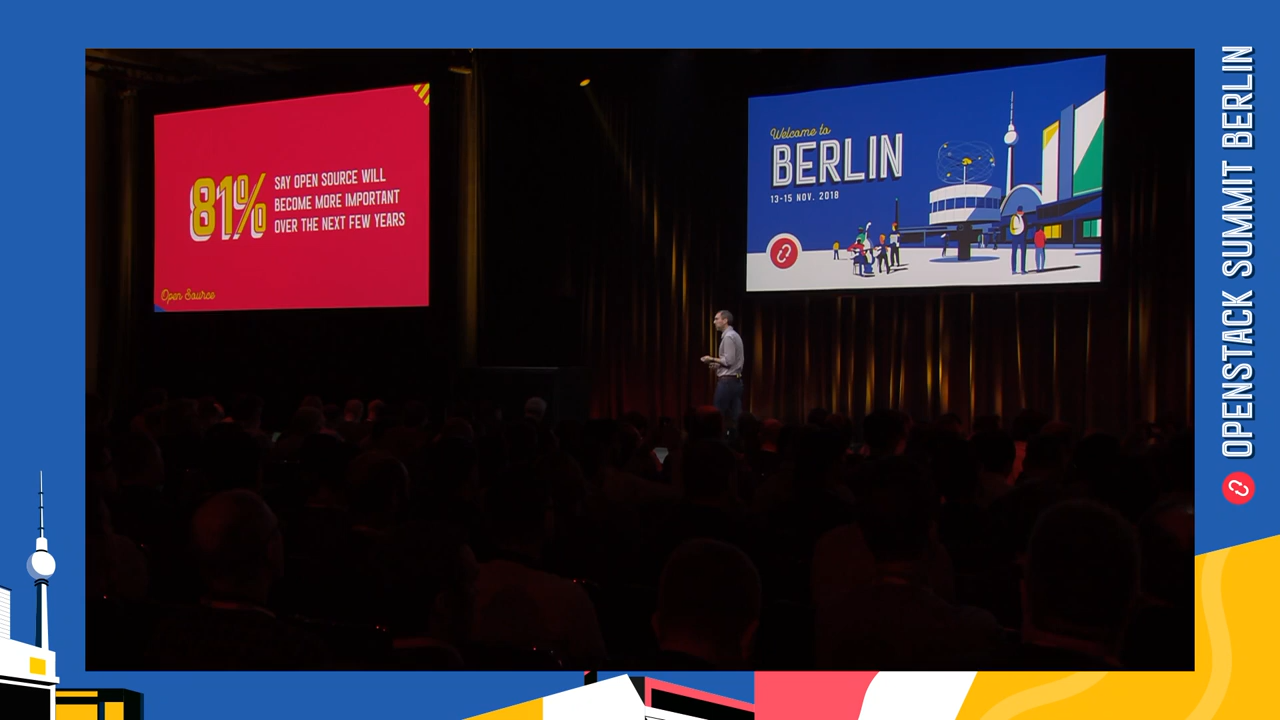 81%
SAY OPEN SOURCE WILL
BECOME MORE IMPORTANT
OVER THE NEXT FEW YEARS
Open Source
Welcome to
BERLIN
13-15 NOV. 2018
OPENSTACK SUMMIT BERLIN